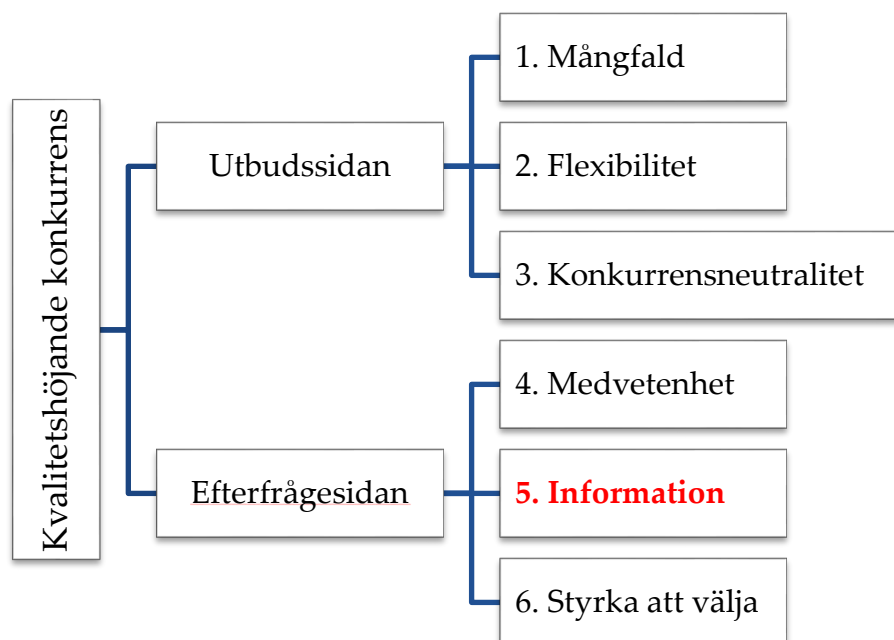 Kvalitetshöjande konkurrens
Utbudssidan
1. Mångfald
2. Flexibilitet
3. Konkurrensneutralitet
Efterfrågesidan
4. Medvetenhet
5. Information
6. Styrka att välja